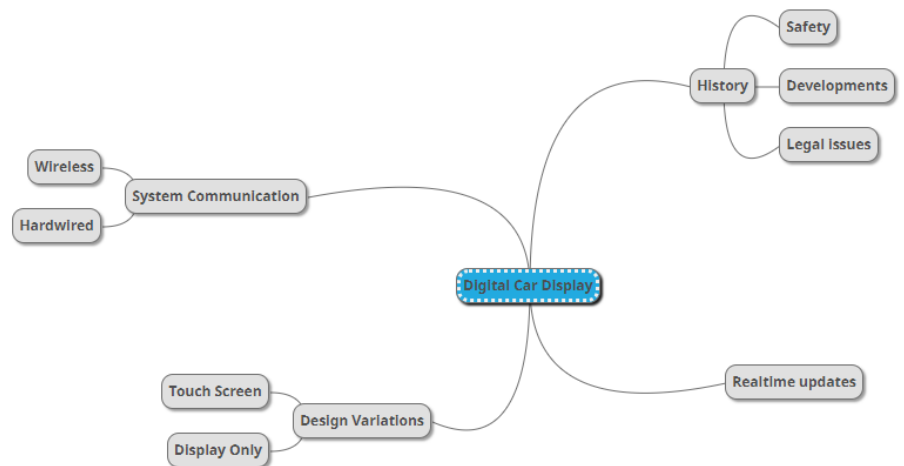 Safety
History
Developments
Legal issues
Wireless
System Communication
Hardwired
Digital Car Display
Realtime updates
Touch Screen
Design Variations
Display Only